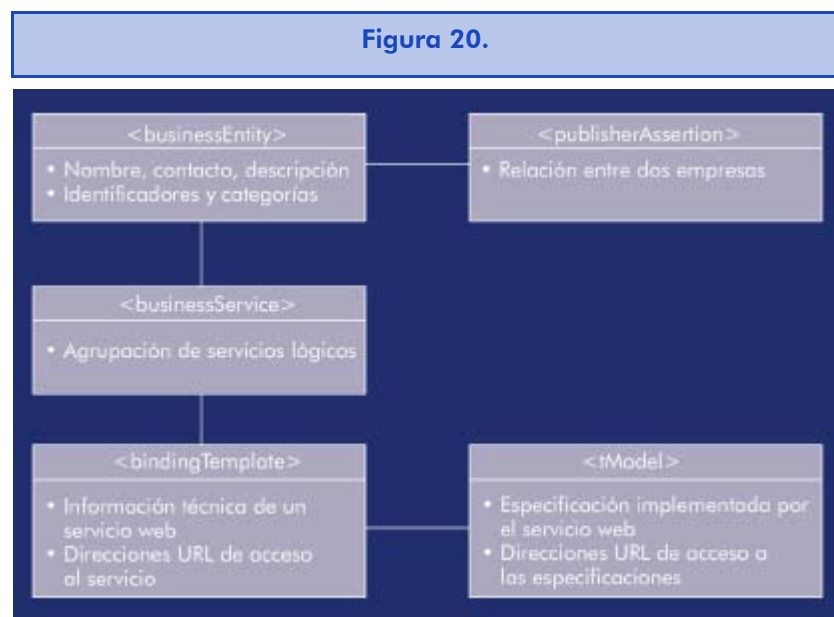 Figura 20.
<businessEntity>
• Nombre, contacto, descripción
• Identificadores y categorías
<publisherAssertion>
• Relación entre dos empresas
<businessService>
• Agrupación de servicios lógicos
<bindingTemplate>
• Información técnica de un
servicio web
• Direcciones URL de acceso
al servicio
<tModel>
• Especificación implementada por
el servicio web
• Direcciones URL de acceso a
las especificaciones